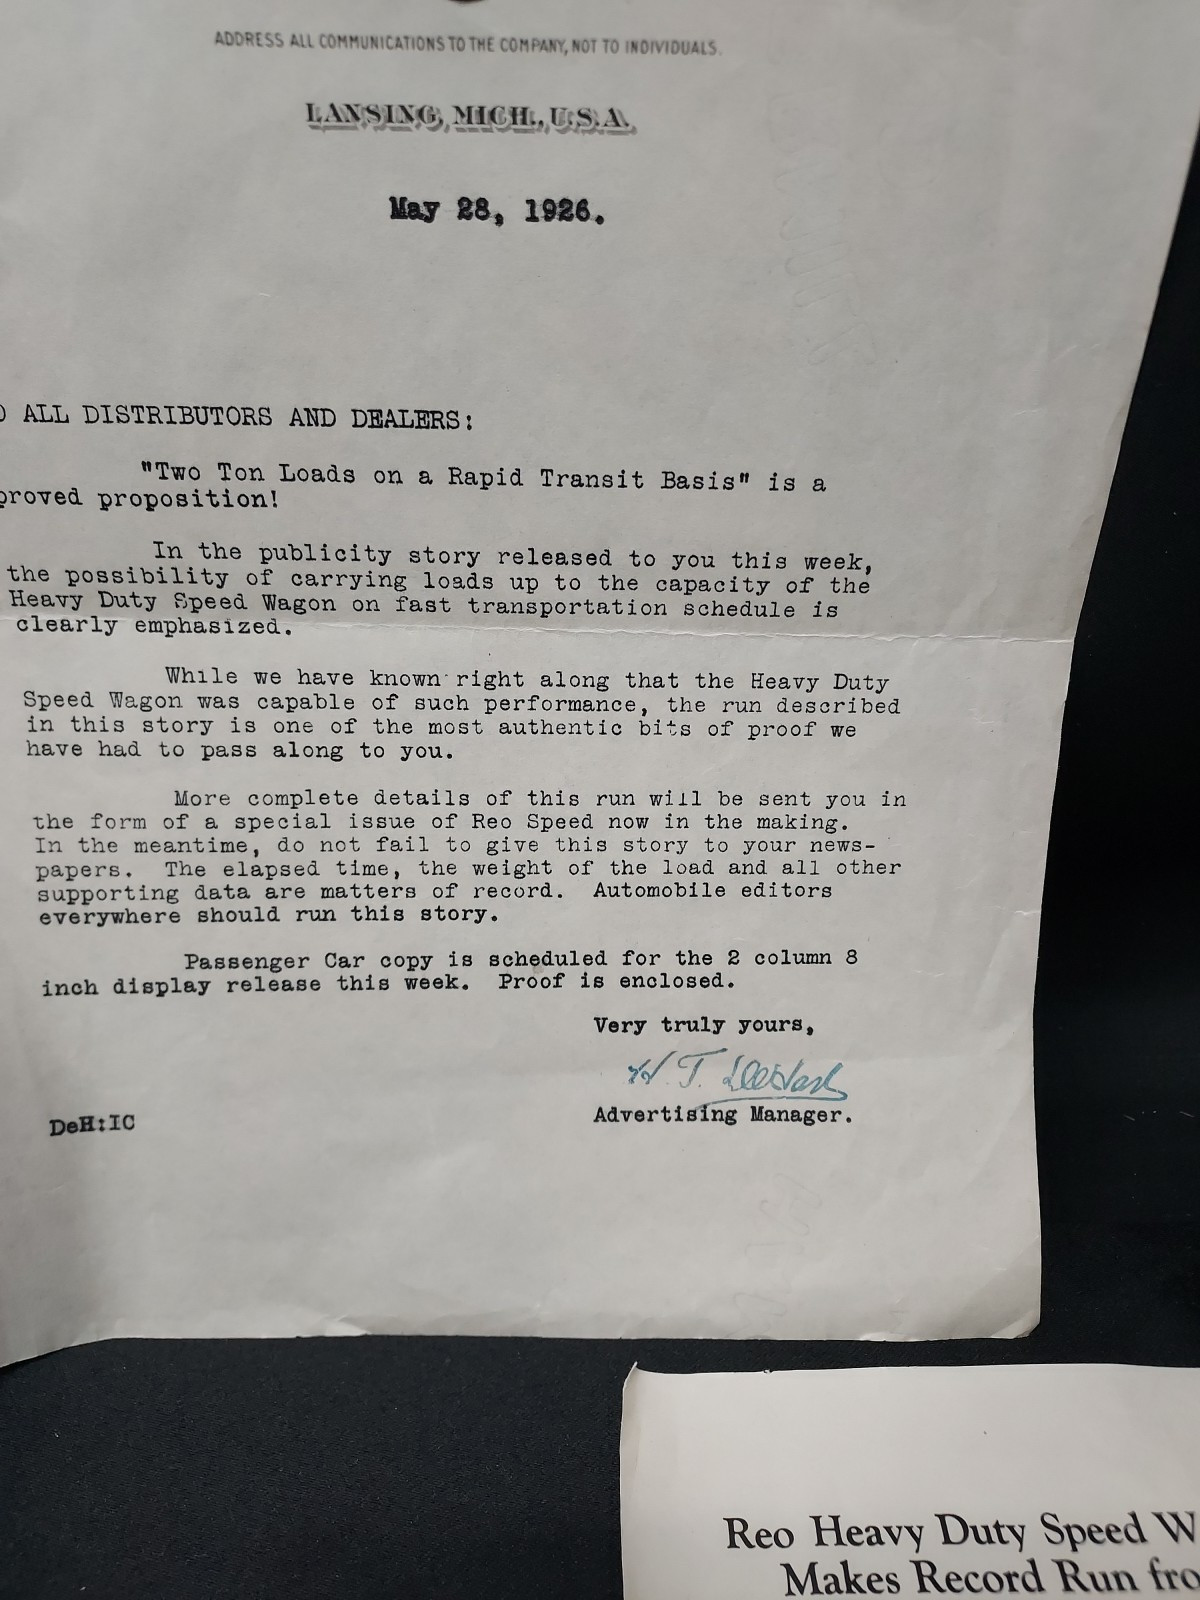 ADDRESS ALL COMMUNICATIONS TO THE COMPANY, NOT TO INDIVIDUALS.
LANSING, MICH., U.S.A.
May 28, 1926.
O ALL DISTRIBUTORS AND DEALERS:
"Two Ton Loads on a Rapid Transit Basis" is a
proved proposition!
In the publicity story released to you this week,
the possibility of carrying loads up to the capacity of the
Heavy Duty Speed Wagon on fast transportation schedule is
clearly emphasized.
While we have known right along that the Heavy Duty
Speed Wagon was capable of such performance, the run described
in this story is one of the most authentic bits of proof we
have had to pass along to you.
More complete details of this run will be sent you in
the form of a special issue of Reo Speed now in the making.
In the meantime, do not fail to give this story to your news-
papers. The elapsed time, the weight of the load and all other
supporting data are matters of record. Automobile editors
everywhere should run this story.
Passenger Car copy is scheduled for the 2 column 8
inch display release this week. Proof is enclosed.
Very truly yours,
Advertising Manager.
DeH:IC
Reo Heavy Duty Speed W
Makes Record Run fro